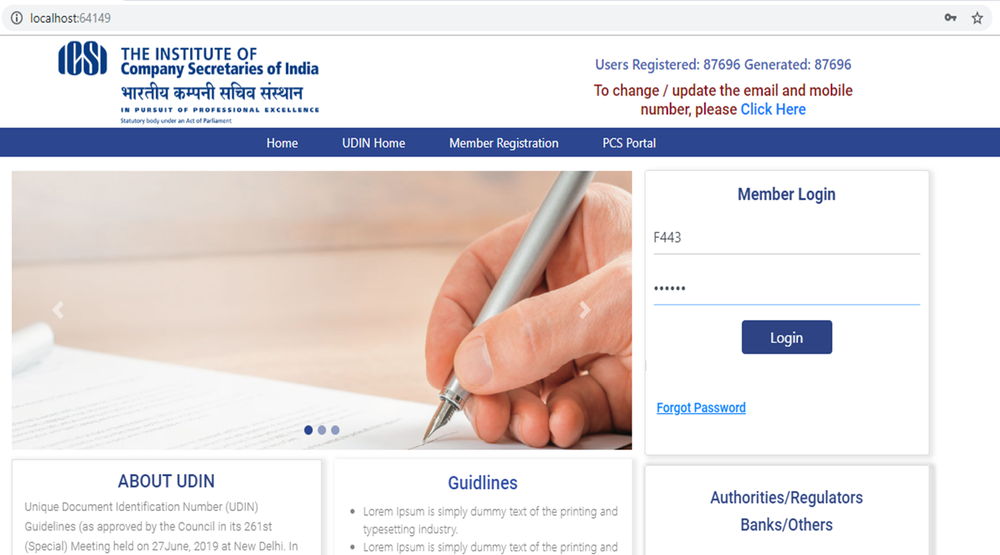 localhost:64149
ICSI
THE INSTITUTE OF
Company Secretaries of India
भारतीय कम्पनी सचिव संस्थान
IN PURSUIT OF PROFESSIONAL EXCELLENCE
Statutory body under an Act of Parliament
Users Registered: 87696 Generated: 87696
To change / update the email and mobile
number, please Click Here
Home UDIN Home Member Registration PCS Portal
Member Login
F443
••••••
Login
Forgot Password
ABOUT UDIN
Unique Document Identification Number (UDIN)
Guidelines (as approved by the Council in its 261st
(Special) Meeting held on 27June, 2019 at New Delhi. In
Guidlines
• Lorem Ipsum is simply dummy text of the printing and
typesetting industry.
• Lorem Ipsum is simply dummy text of the printing and
Authorities/Regulators
Banks/Others